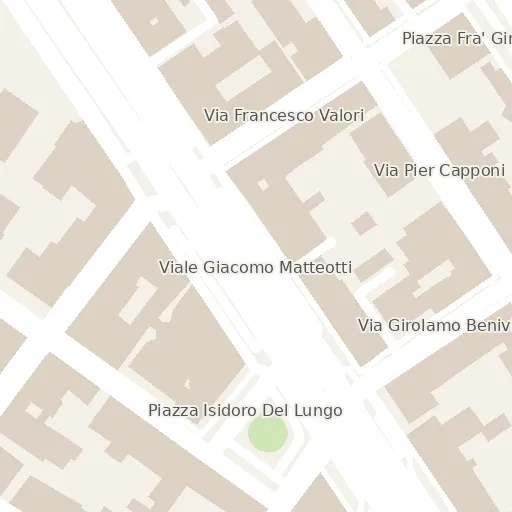 Piazza Fra' Gir
Via Francesco Valori
Via Pier Capponi
Viale Giacomo Matteotti
Via Girolamo Beniv
Piazza Isidoro Del Lungo